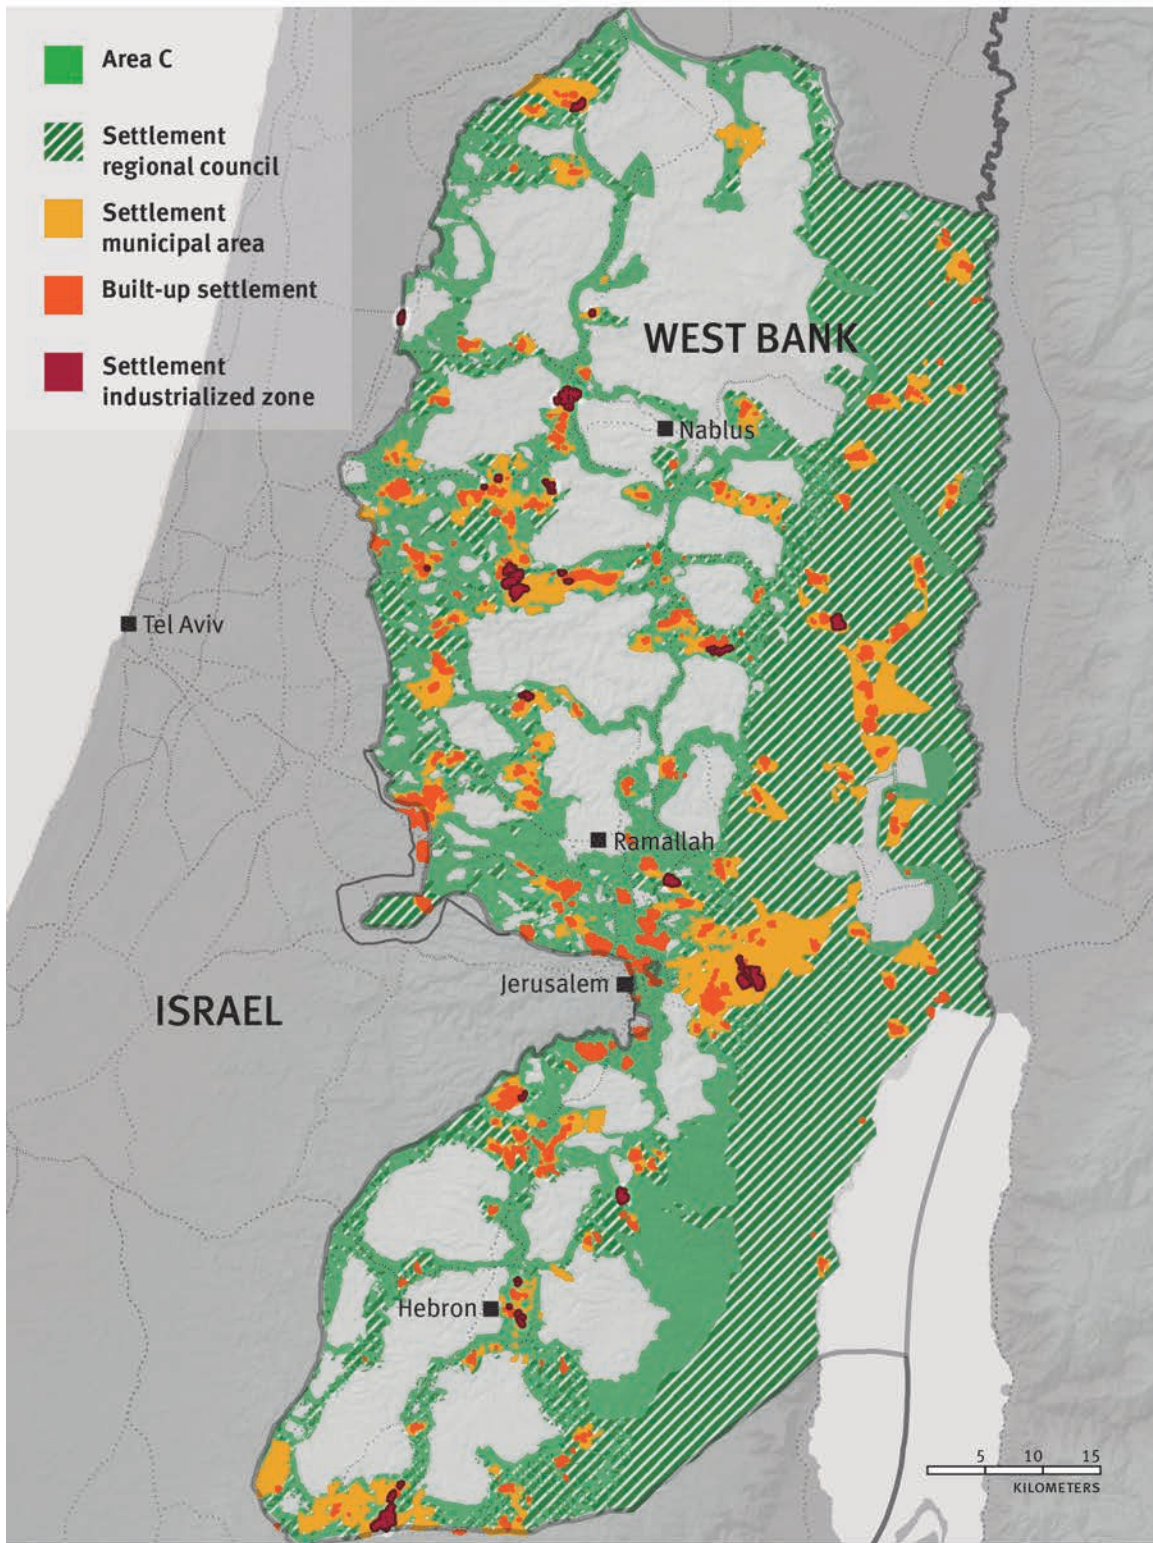 Area C
Settlement
regional council
Settlement
municipal area
Built-up settlement
Settlement
industrialized zone
WEST BANK
Nablus
Tel Aviv
Ramallah
Jerusalem
ISRAEL
Hebron
5 10 15
KILOMETERS